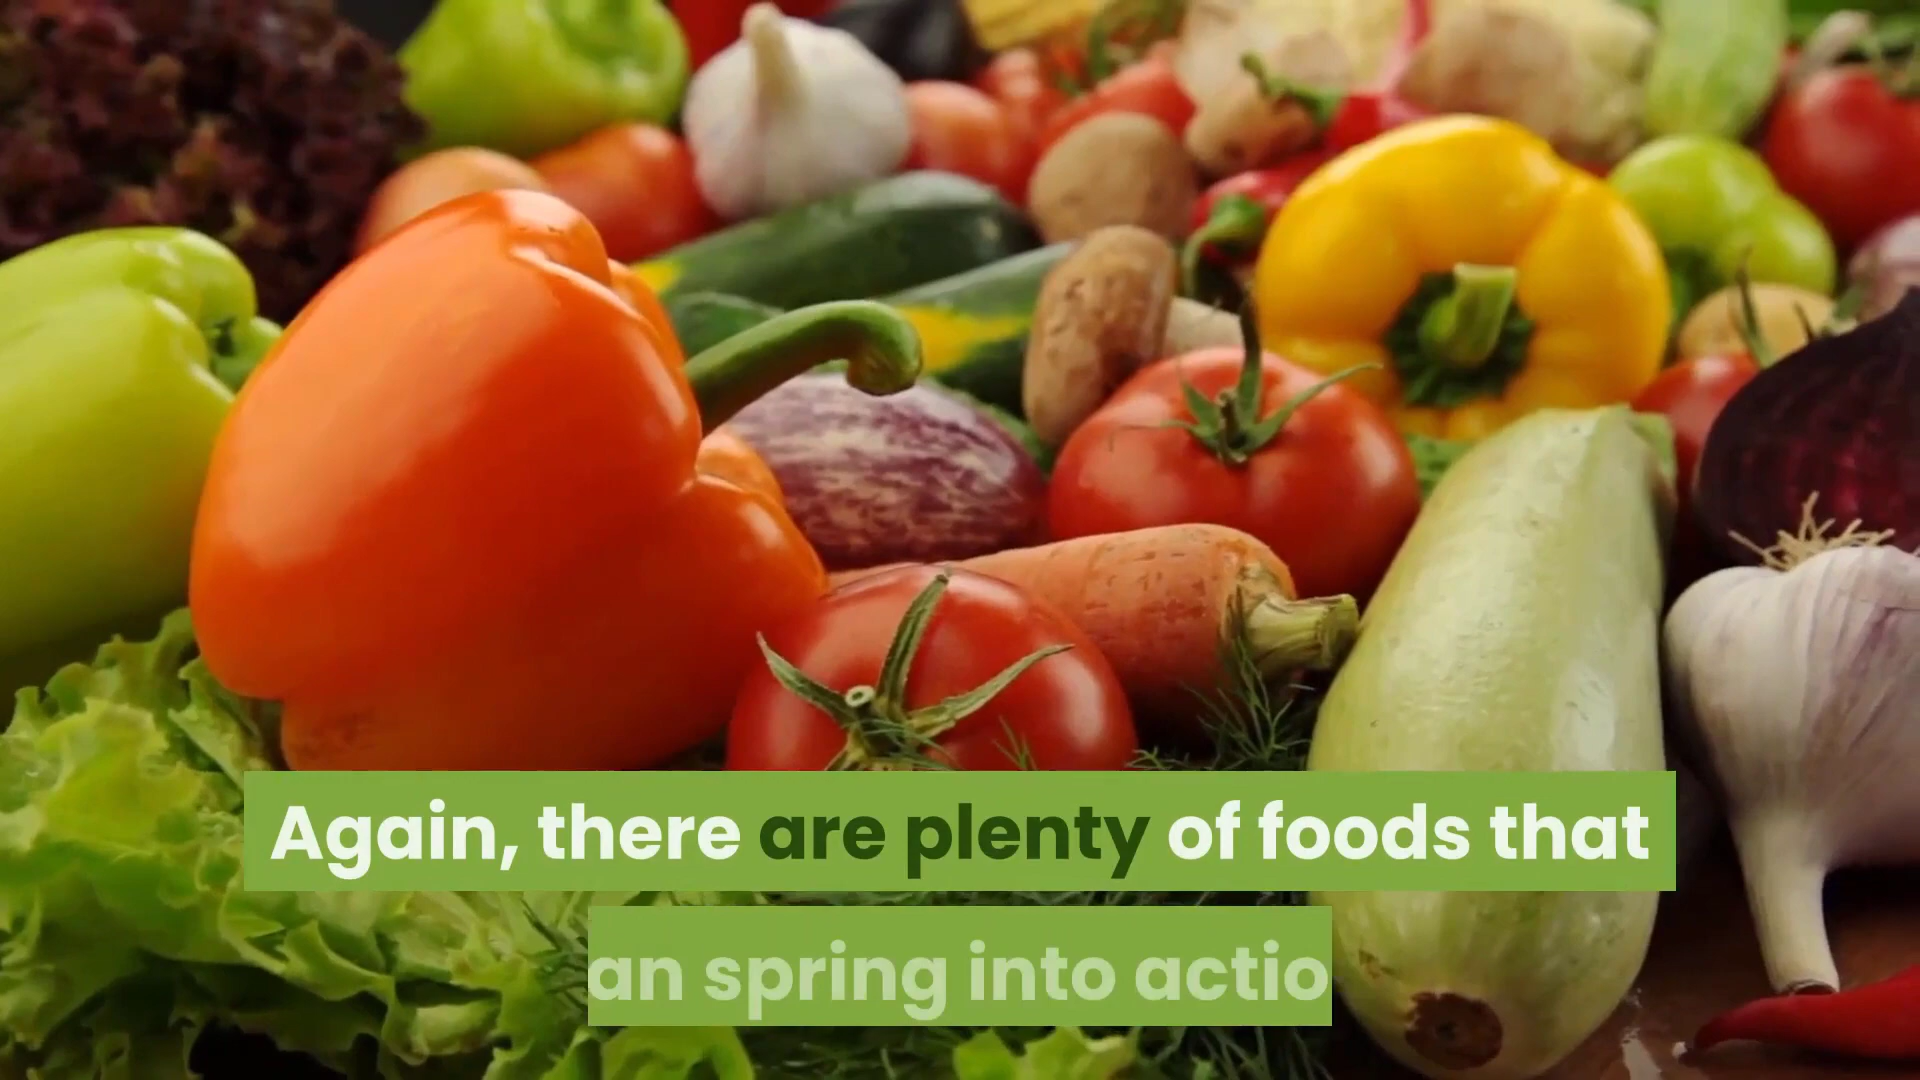 Again, there are plenty of foods that
an spring into actio